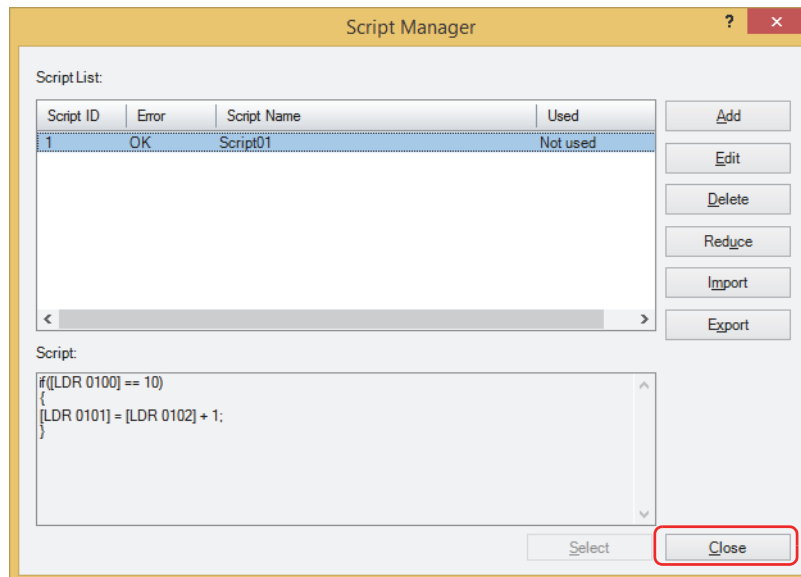 Script Manager
? ×
Script List:
Script ID Error Script Name Used
1 OK Script01 Not used
Add
Edit
Delete
Reduce
Import
Export
Script:
if([LDR 0100] == 10)
{
[LDR 0101] = [LDR 0102] + 1;
}
Select Close